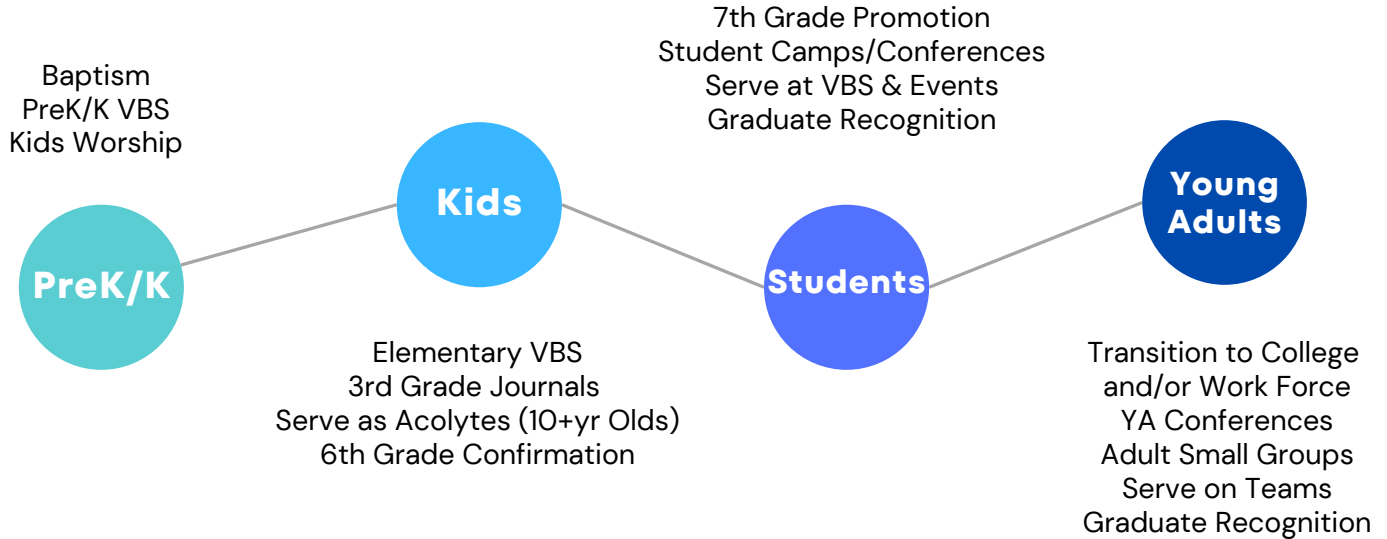 Baptism
PreK/K VBS
Kids Worship
PreK/K
Kids
Elementary VBS
3rd Grade Journals
Serve as Acolytes (10+yr Olds)
6th Grade Confirmation
7th Grade Promotion
Student Camps/Conferences
Serve at VBS & Events
Graduate Recognition
Students
Young
Adults
Transition to College
and/or Work Force
YA Conferences
Adult Small Groups
Serve on Teams
Graduate Recognition